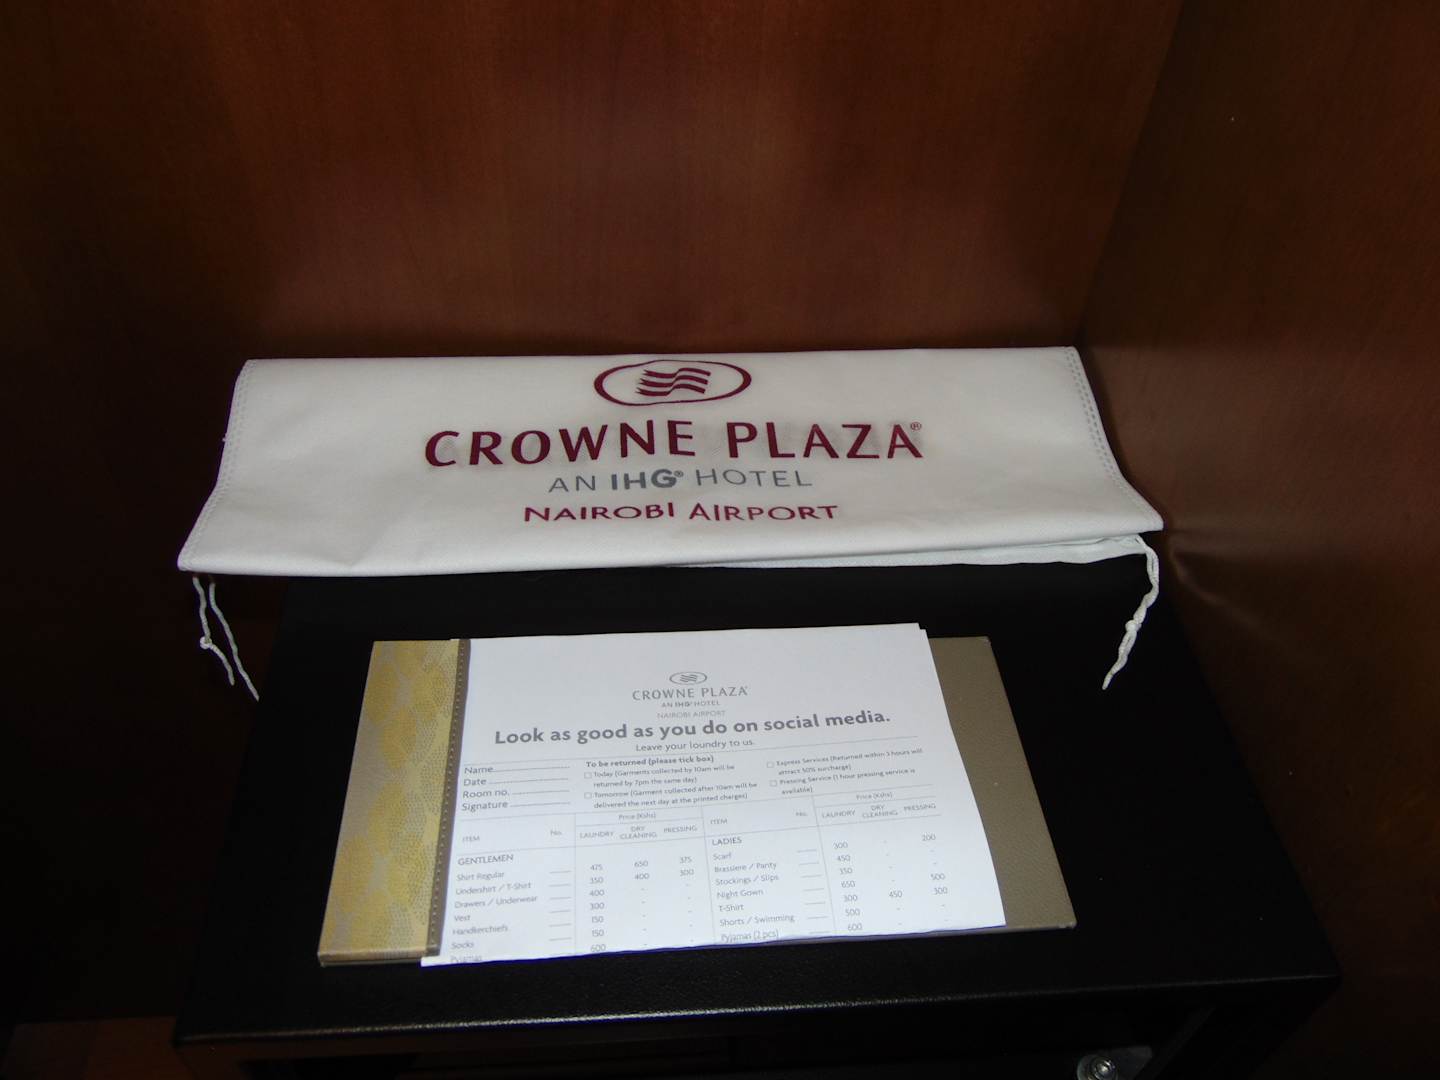 CROWNE PLAZA®
AN IHG® HOTEL
NAIROBI AIRPORT
CROWNE PLAZA
AN IHG HOTEL
NAIROBI AIRPORT
Look as good as you do on social media.
Leave your loundry to us.
Name
Date
Room no.
Signature
To be returned (please tick box)
Today (Garments collected by 10am will be
returned by 7pm the same day)
Tomorrow (Garment collected after 10am will be
delivered the next day at the printed charges)
Express Services (Returned within 3 hours will
attract 50% surcharge)
Pressing Service (1 hour pressing service is
available)
ITEM No. Price (Kshs)
LAUNDRY DRY CLEANING PRESSING
GENTLEMEN
Shirt Regular 475 650 375
Undershirt / T-Shirt 350 400 300
Drawers / Underwear 400 - -
Vest 300 - -
Handkerchiefs 150 - -
Socks 150 - -
Pyjamas 600 - -
ITEM No. Price (Kshs)
LAUNDRY DRY CLEANING PRESSING
LADIES
Scarf 300 - 200
Brassiere / Panty 450 - -
Stockings / Slips 350 - -
Night Gown 650 - 500
T-Shirt 300 450 300
Shorts / Swimming 500 - -
Pyjamas (2 pcs) 600 - -